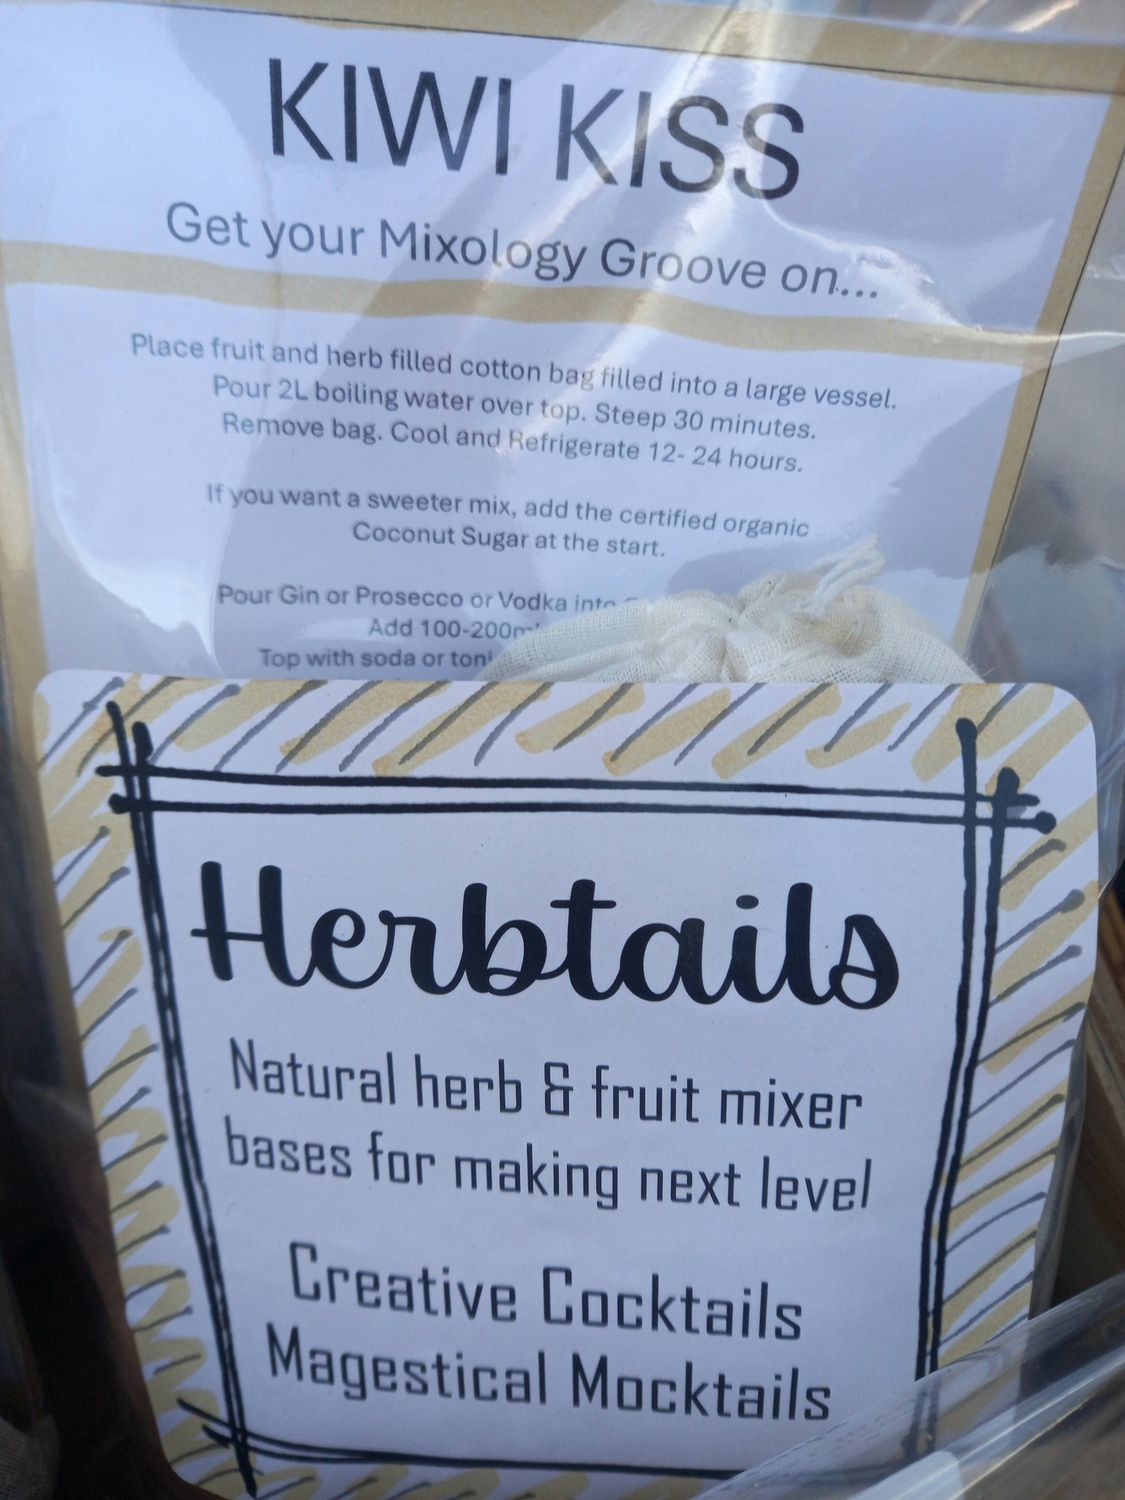 KIWI KISS
Get your Mixology Groove on...
Place fruit and herb filled cotton bag filled into a large vessel.
Pour 2L boiling water over top. Steep 30 minutes.
Remove bag. Cool and Refrigerate 12- 24 hours.
If you want a sweeter mix, add the certified organic
Coconut Sugar at the start.
Pour Gin or Prosecco or Vodka into
Add 100-200m
Top with soda or toni
Herbtails
Natural herb & fruit mixer
bases for making next level
Creative Cocktails
Magestical Mocktails